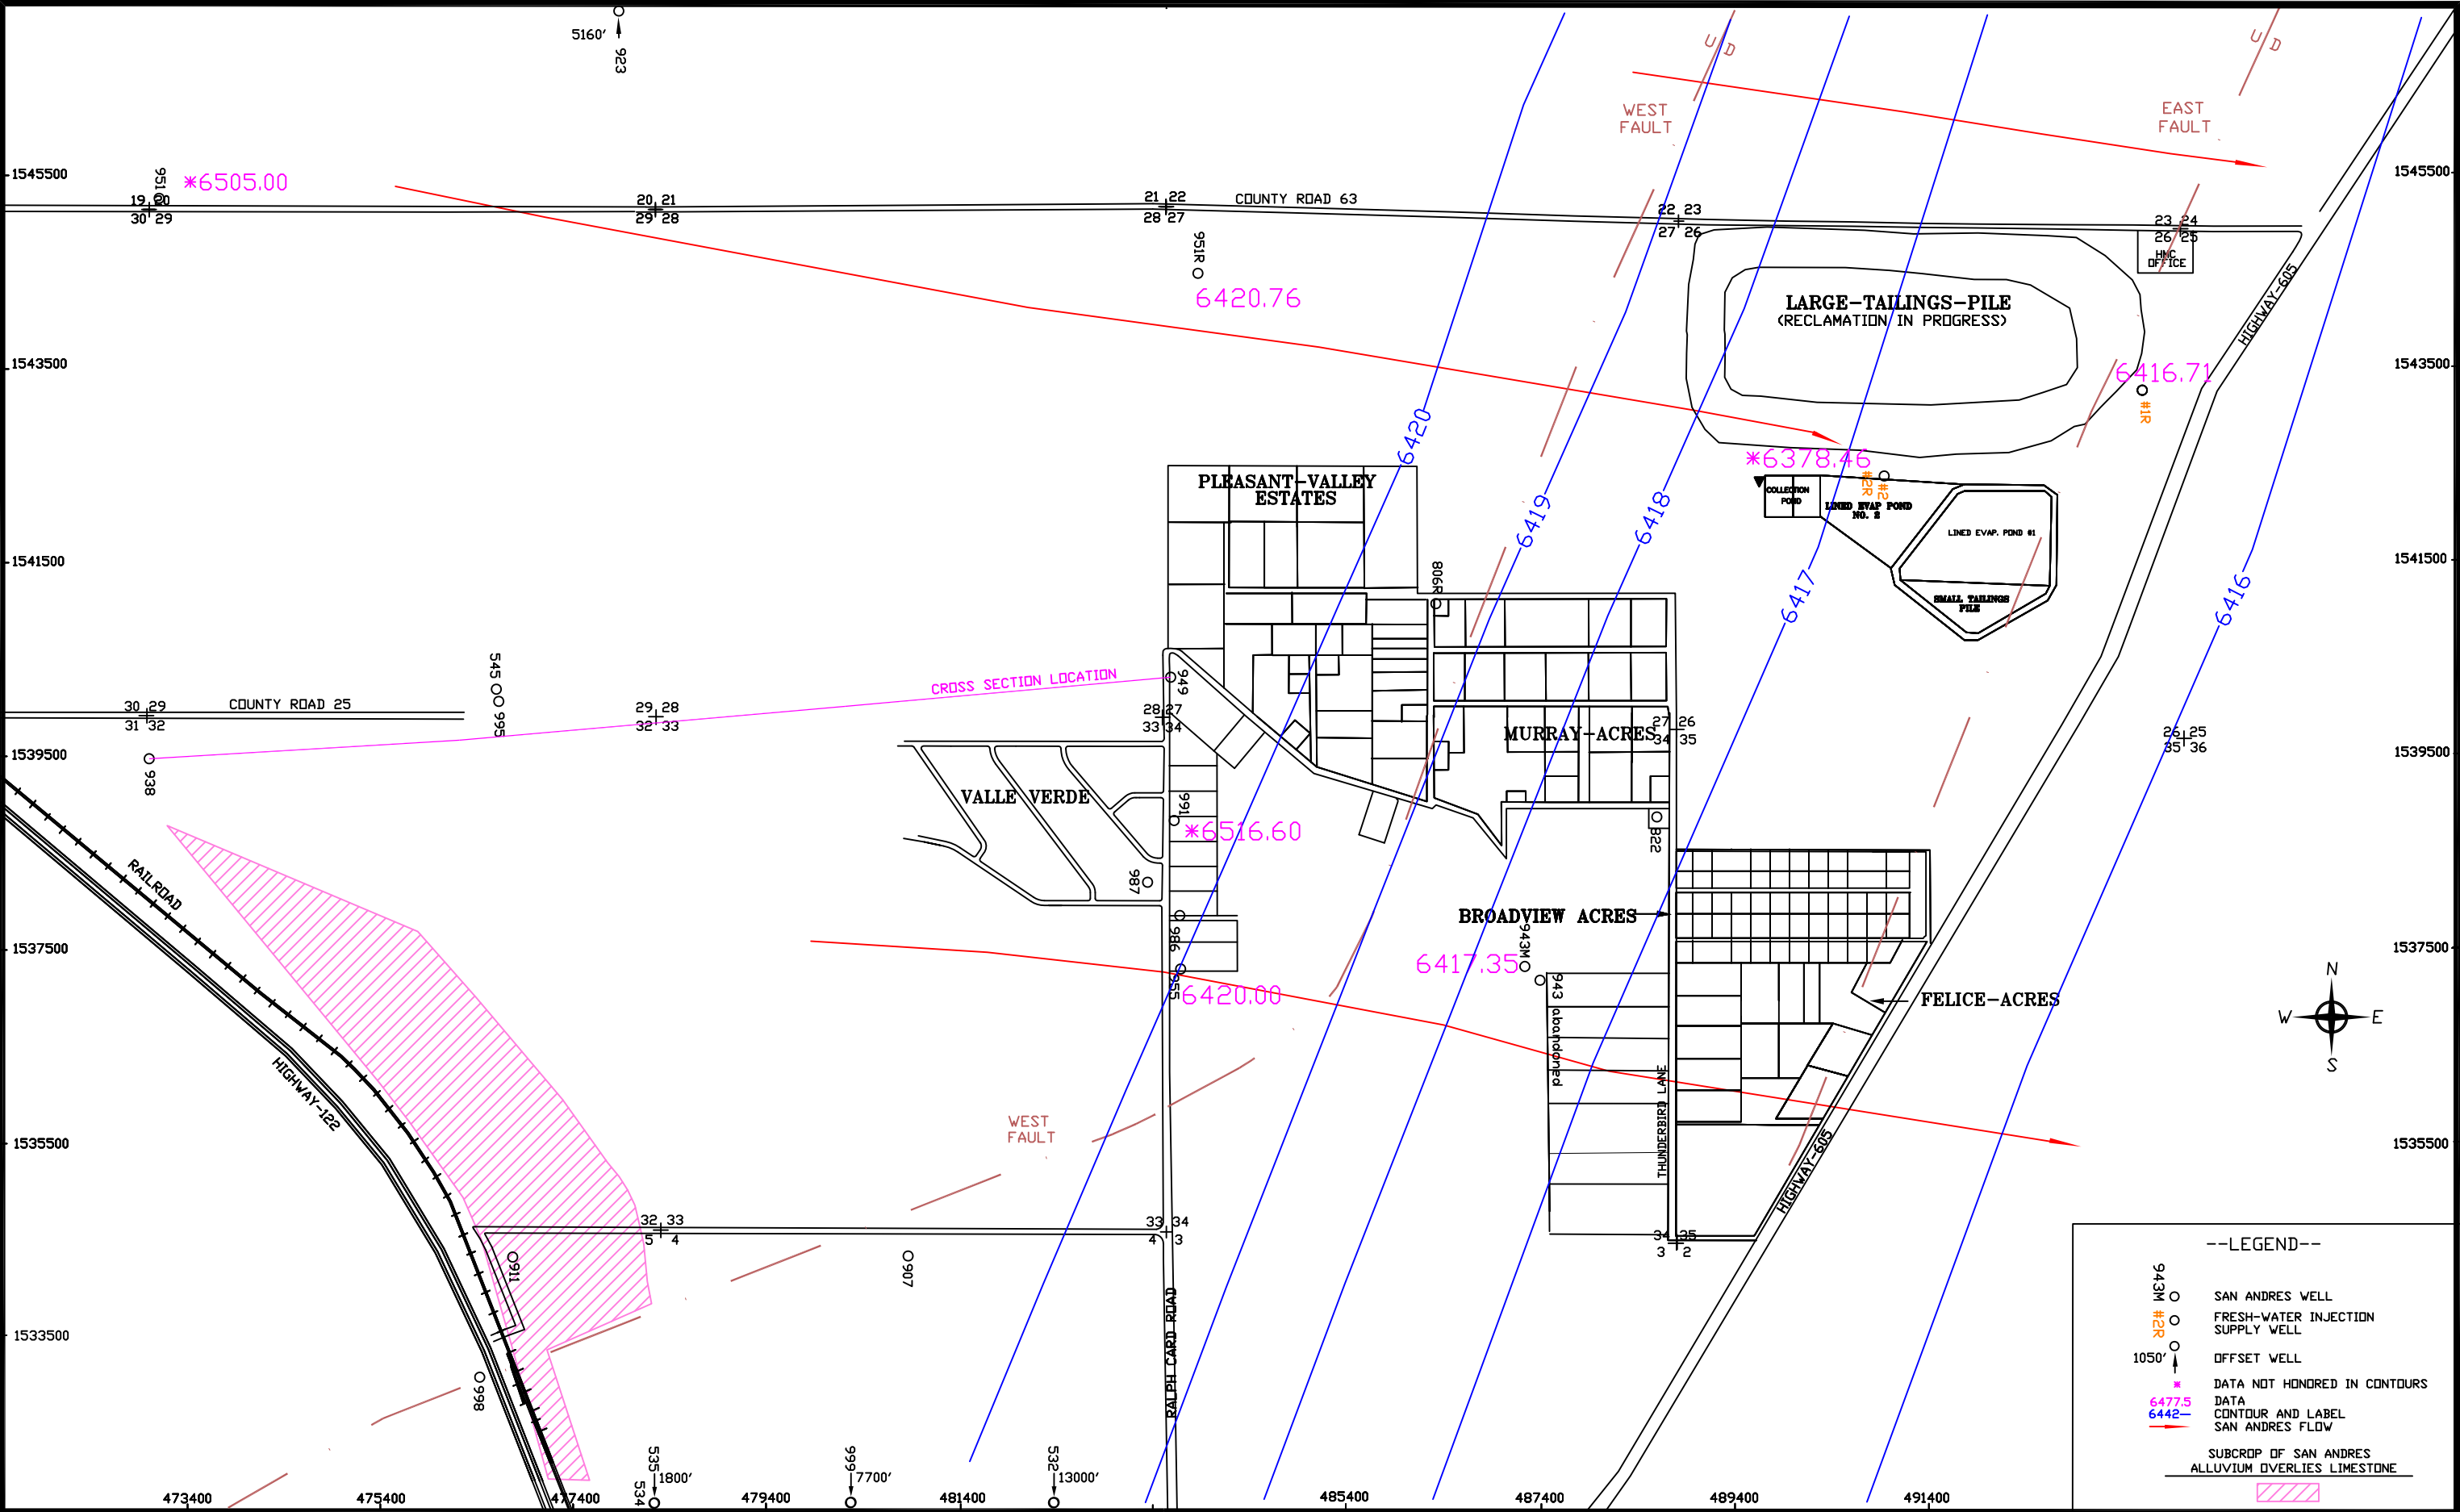 5160'
923
U D
U D
WEST
FAULT
EAST
FAULT
1545500
951
*6505.00
19 20
30 29
20 21
29 28
21 22
28 27
COUNTY ROAD 63
22 23
27 26
23 24
26 25
1545500
HMC
OFFICE
951R
6420.76
LARGE-TAILINGS-PILE
(RECLAMATION IN PROGRESS)
HIGHWAY-605
1543500
1543500
6416.71
#1R
6420
*6378.46
#2R
#2
COLLECTION
POND
LINED EVAP POND
NO. 2
LINED EVAP. POND #1
SMALL TAILINGS
PILE
PLEASANT-VALLEY
ESTATES
6419
6418
6417
6416
1541500
1541500
806R
545
995
CROSS SECTION LOCATION
949
COUNTY ROAD 25
30 29
31 32
29 28
32 33
28 27
33 34
27 26
34 35
26 25
35 36
MURRAY-ACRES
1539500
1539500
938
VALLE VERDE
991
*6516.60
822
RAILROAD
987
986
BROADVIEW ACRES
943M
6417.35
1537500
1537500
955
6420.00
943 abandoned
FELICE-ACRES
N
W E
S
HIGHWAY-122
WEST
FAULT
THUNDERBIRD LANE
HIGHWAY-605
1535500
1535500
32 33
5 4
33 34
4 3
34 35
3 2
911
907
RALPH CARD ROAD
1533500
998
--LEGEND--
943M
SAN ANDRES WELL
#2R
FRESH-WATER INJECTION
SUPPLY WELL
1050'
OFFSET WELL
* DATA NOT HONORED IN CONTOURS
6477.5 DATA
6442 CONTOUR AND LABEL
SAN ANDRES FLOW
SUBCROP OF SAN ANDRES
ALLUVIUM OVERLIES LIMESTONE
535
1800'
534
999
7700'
532
13000'
473400
475400
477400
479400
481400
485400
487400
489400
491400